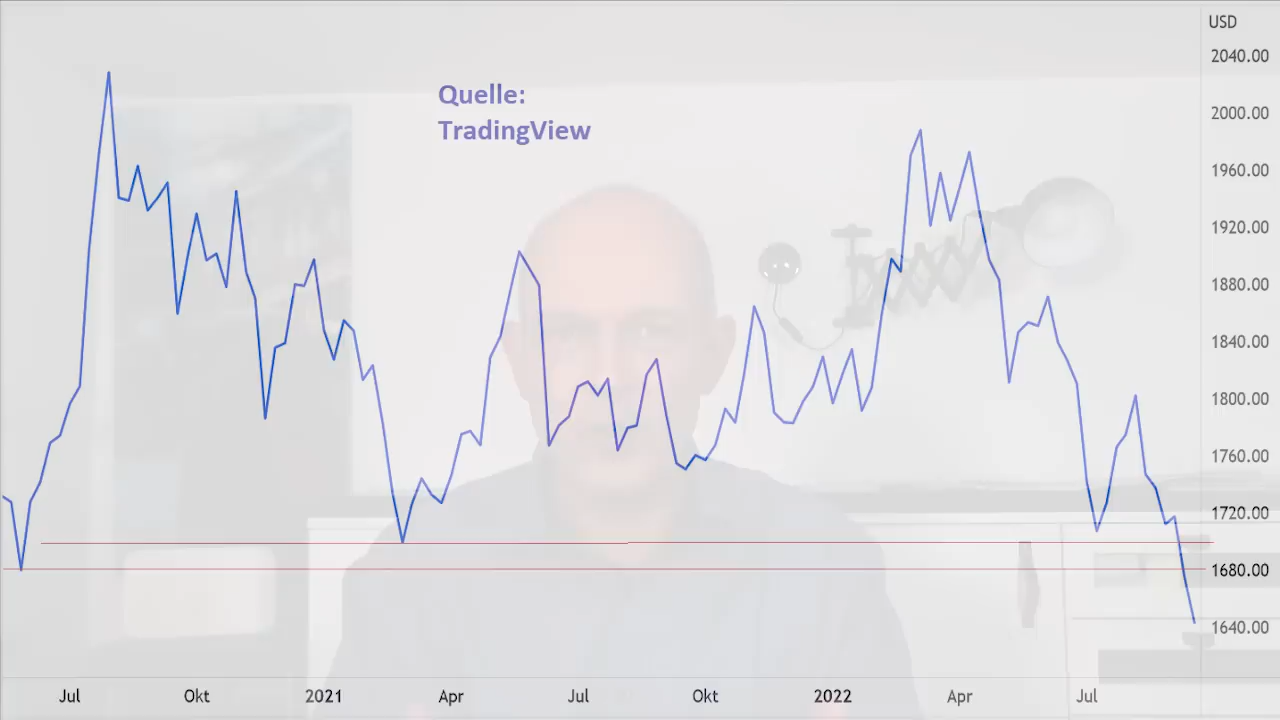 Quelle:
TradingView
USD
2040.00
2000.00
1960.00
1920.00
1880.00
1840.00
1800.00
1760.00
1720.00
1680.00
1640.00
Jul Okt 2021 Apr Jul Okt 2022 Apr Jul